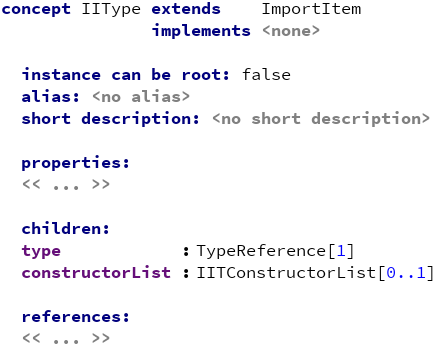 concept IIType extends ImportItem
implements <none>
instance can be root: false
alias: <no alias>
short description: <no short description>
properties:
<< ... >>
children:
type : TypeReference[1]
constructorList : IITConstructorList[0..1]
references:
<< ... >>